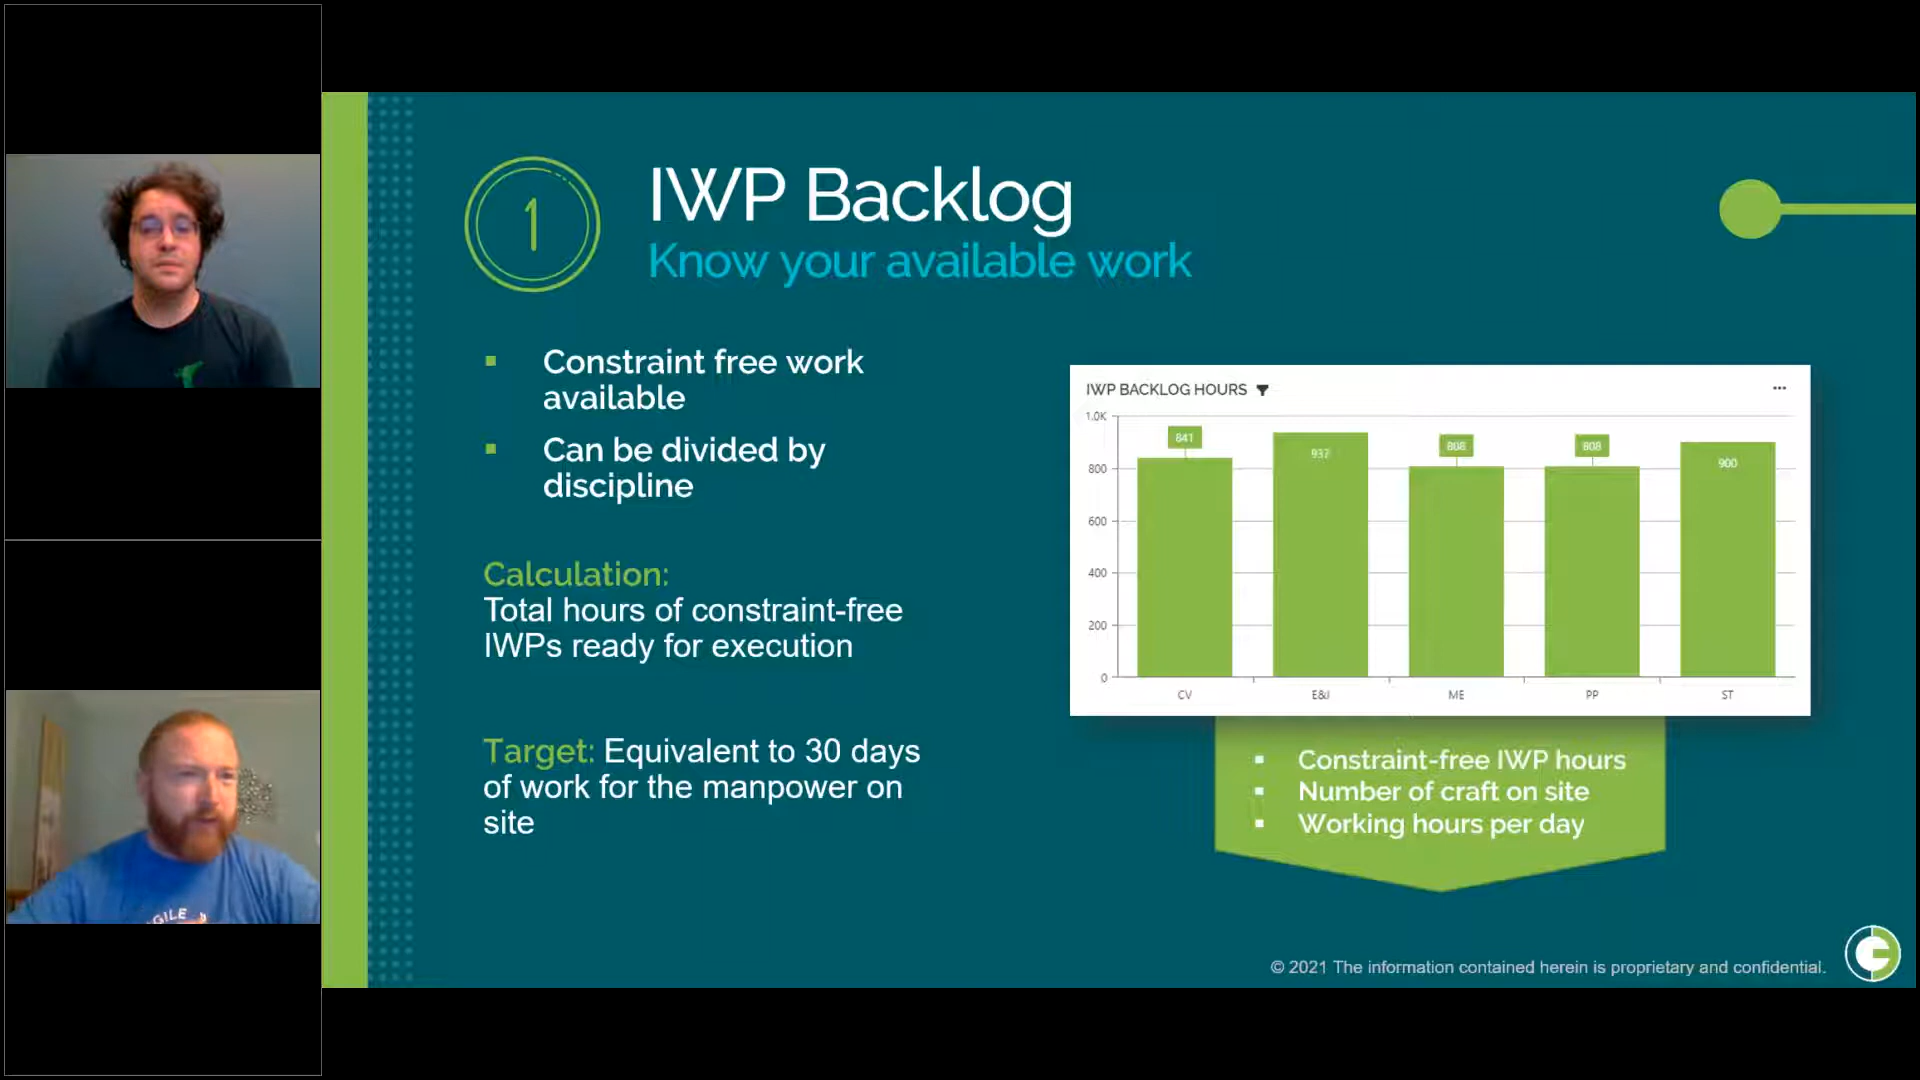 1
IWP Backlog
Know your available work
▪ Constraint free work
available
▪ Can be divided by
discipline
Calculation:
Total hours of constraint-free
IWPs ready for execution
Target: Equivalent to 30 days
of work for the manpower on
site
IWP BACKLOG HOURS
1.0K
800
600
400
200
0
841
937
808
808
900
CV
E&I
ME
PP
ST
▪ Constraint-free IWP hours
▪ Number of craft on site
▪ Working hours per day
© 2021 The information contained herein is proprietary and confidential.